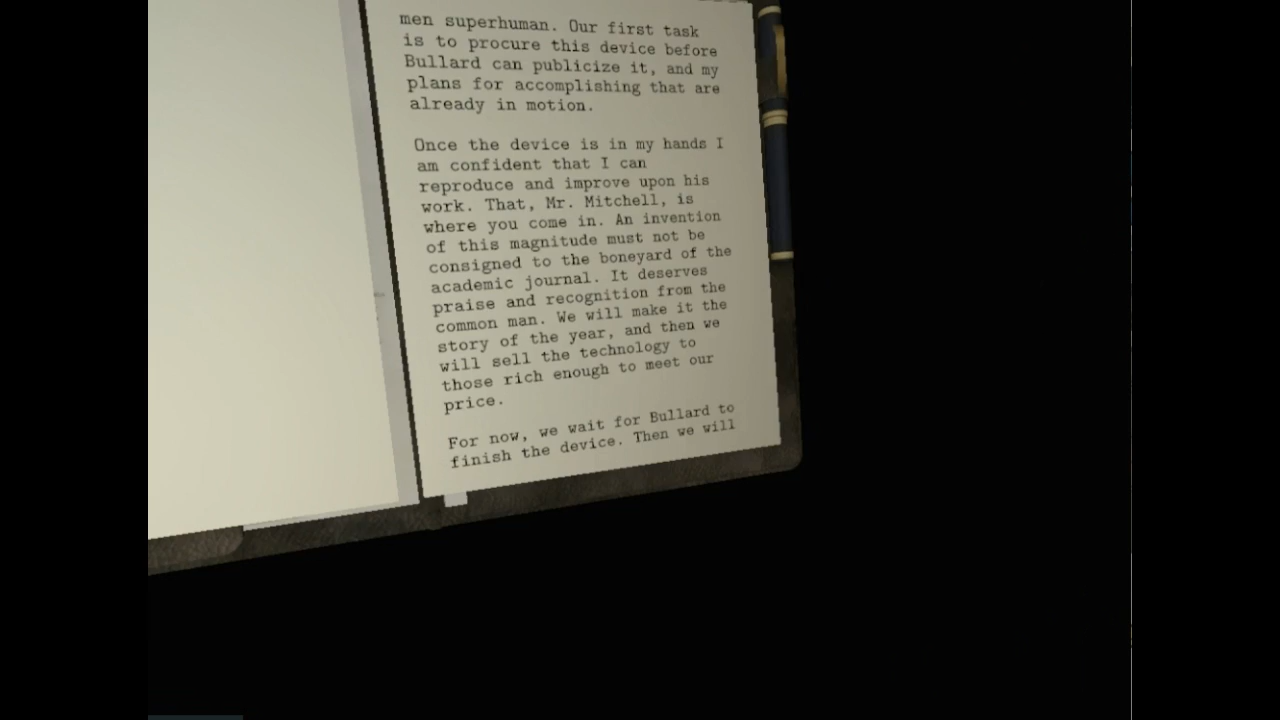 men superhuman. Our first task
is to procure this device before
Bullard can publicize it, and my
plans for accomplishing that are
already in motion.
Once the device is in my hands I
am confident that I can
reproduce and improve upon his
work. That, Mr. Mitchell, is
where you come in. An invention
of this magnitude must not be
consigned to the boneyard of the
academic journal. It deserves
praise and recognition from the
common man. We will make it the
story of the year, and then we
will sell the technology to
those rich enough to meet our
price.
For now, we wait for Bullard to
finish the device. Then we will